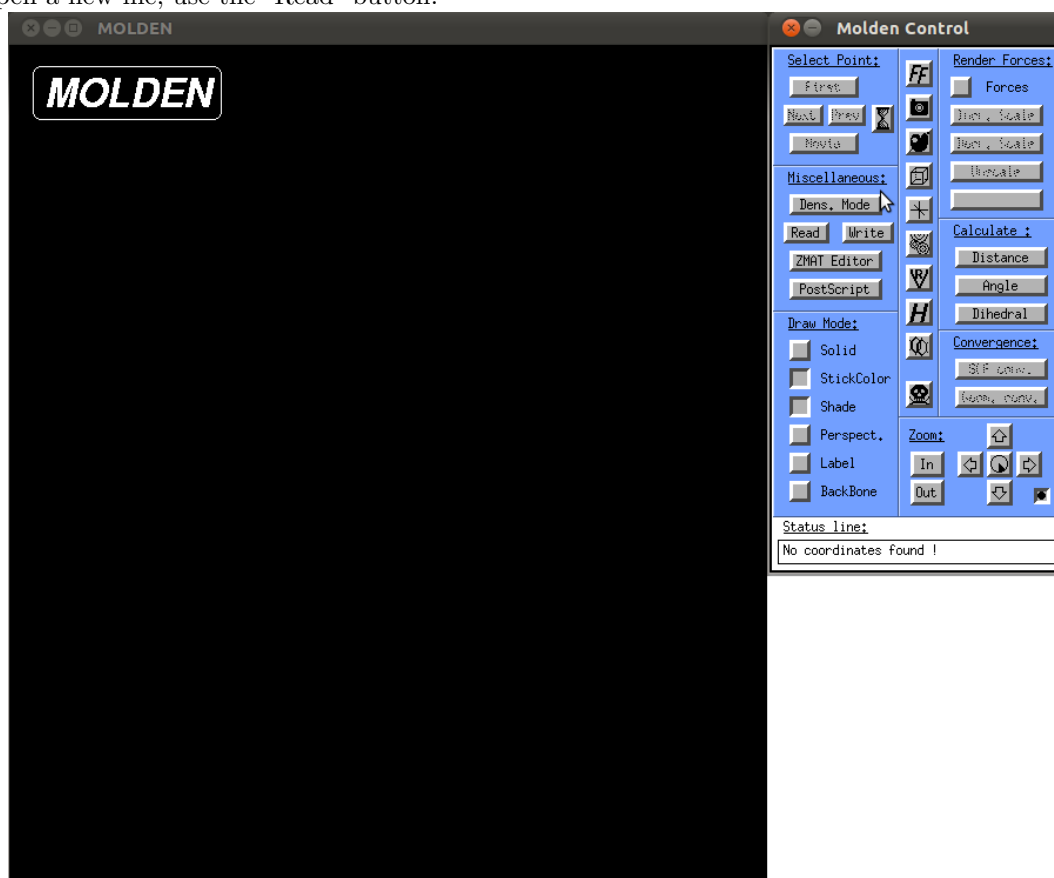 pen a new file, use the "Read" button.
MOLDEN
MOLDEN
Molden Control
Select Point:
First
Next Prev
Movie
Miscellaneous:
Dens. Mode
Read Write
ZMAT Editor
PostScript
Draw Mode:
Solid
StickColor
Shade
Perspect.
Label
BackBone
FF
H
Render Forces:
Forces
Scale
Scale
Unscale
Calculate :
Distance
Angle
Dihedral
Convergence:
SCF conv.
Geom. conv.
Zoom:
In
Out
Status line:
No coordinates found !